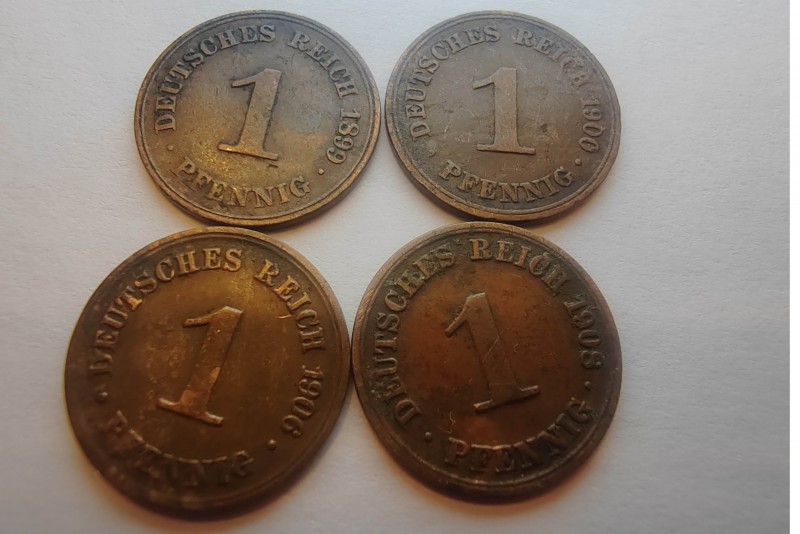 DEUTSCHES REICH 1899
1
PFENNIG
DEUTSCHES REICH 1900
1
PFENNIG
DEUTSCHES REICH 1906
1
PFENNIG
DEUTSCHES REICH 1908
1
PFENNIG